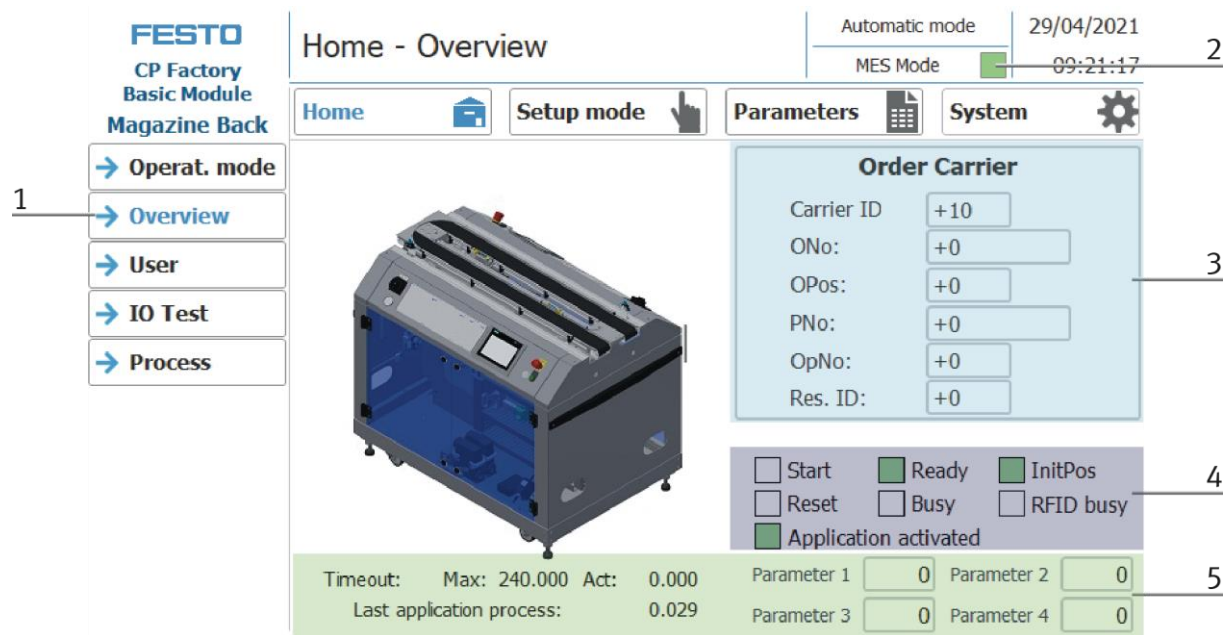 FESTO
CP Factory
Basic Module
Magazine Back
Home - Overview
Automatic mode
MES Mode
29/04/2021
09:21:17
2
Home
Setup mode
Parameters
System
1
Operat. mode
Overview
User
IO Test
Process
Order Carrier
Carrier ID +10
ONo: +0
OPos: +0
PNo: +0
OpNo: +0
Res. ID: +0
3
Start Ready InitPos
Reset Busy RFID busy
Application activated
4
Timeout: Max: 240.000 Act: 0.000
Last application process: 0.029
Parameter 1 0 Parameter 2 0
Parameter 3 0 Parameter 4 0
5